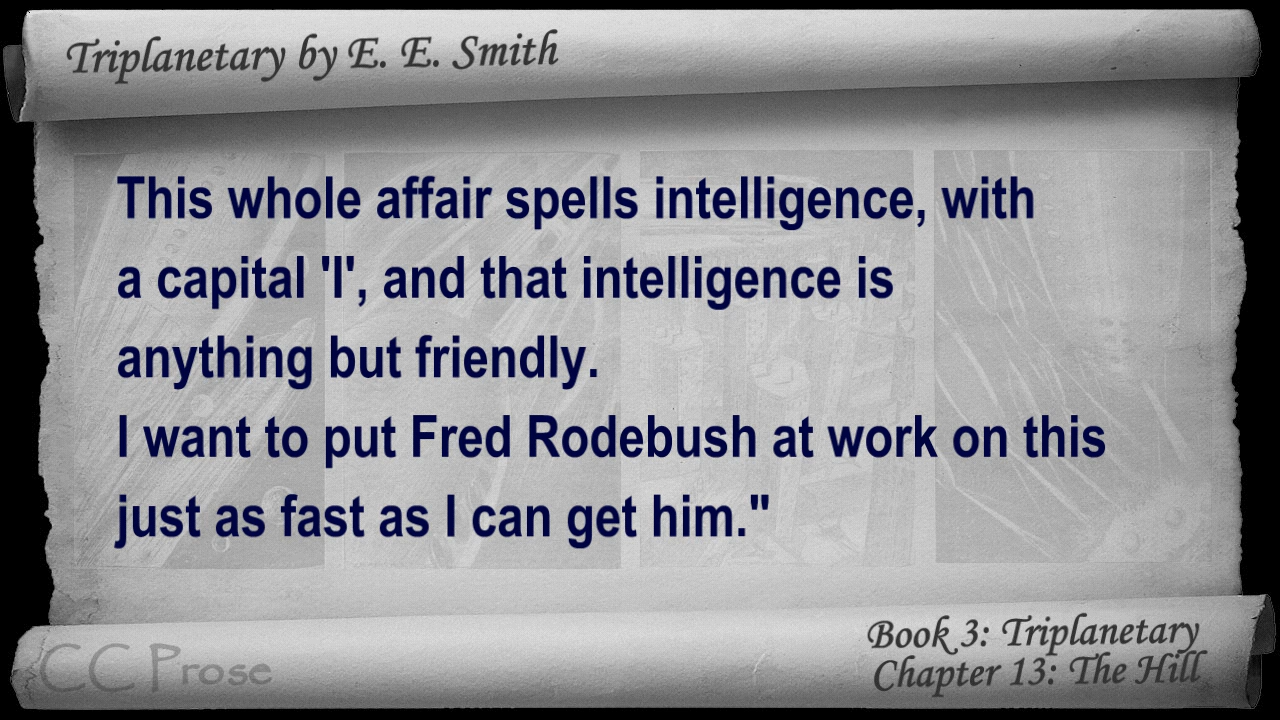 Triplanetary by E. E. Smith
This whole affair spells intelligence, with
a capital 'I', and that intelligence is
anything but friendly.
I want to put Fred Rodebush at work on this
just as fast as I can get him."
Book 3: Triplanetary
Chapter 13: The Hill
CC Prose